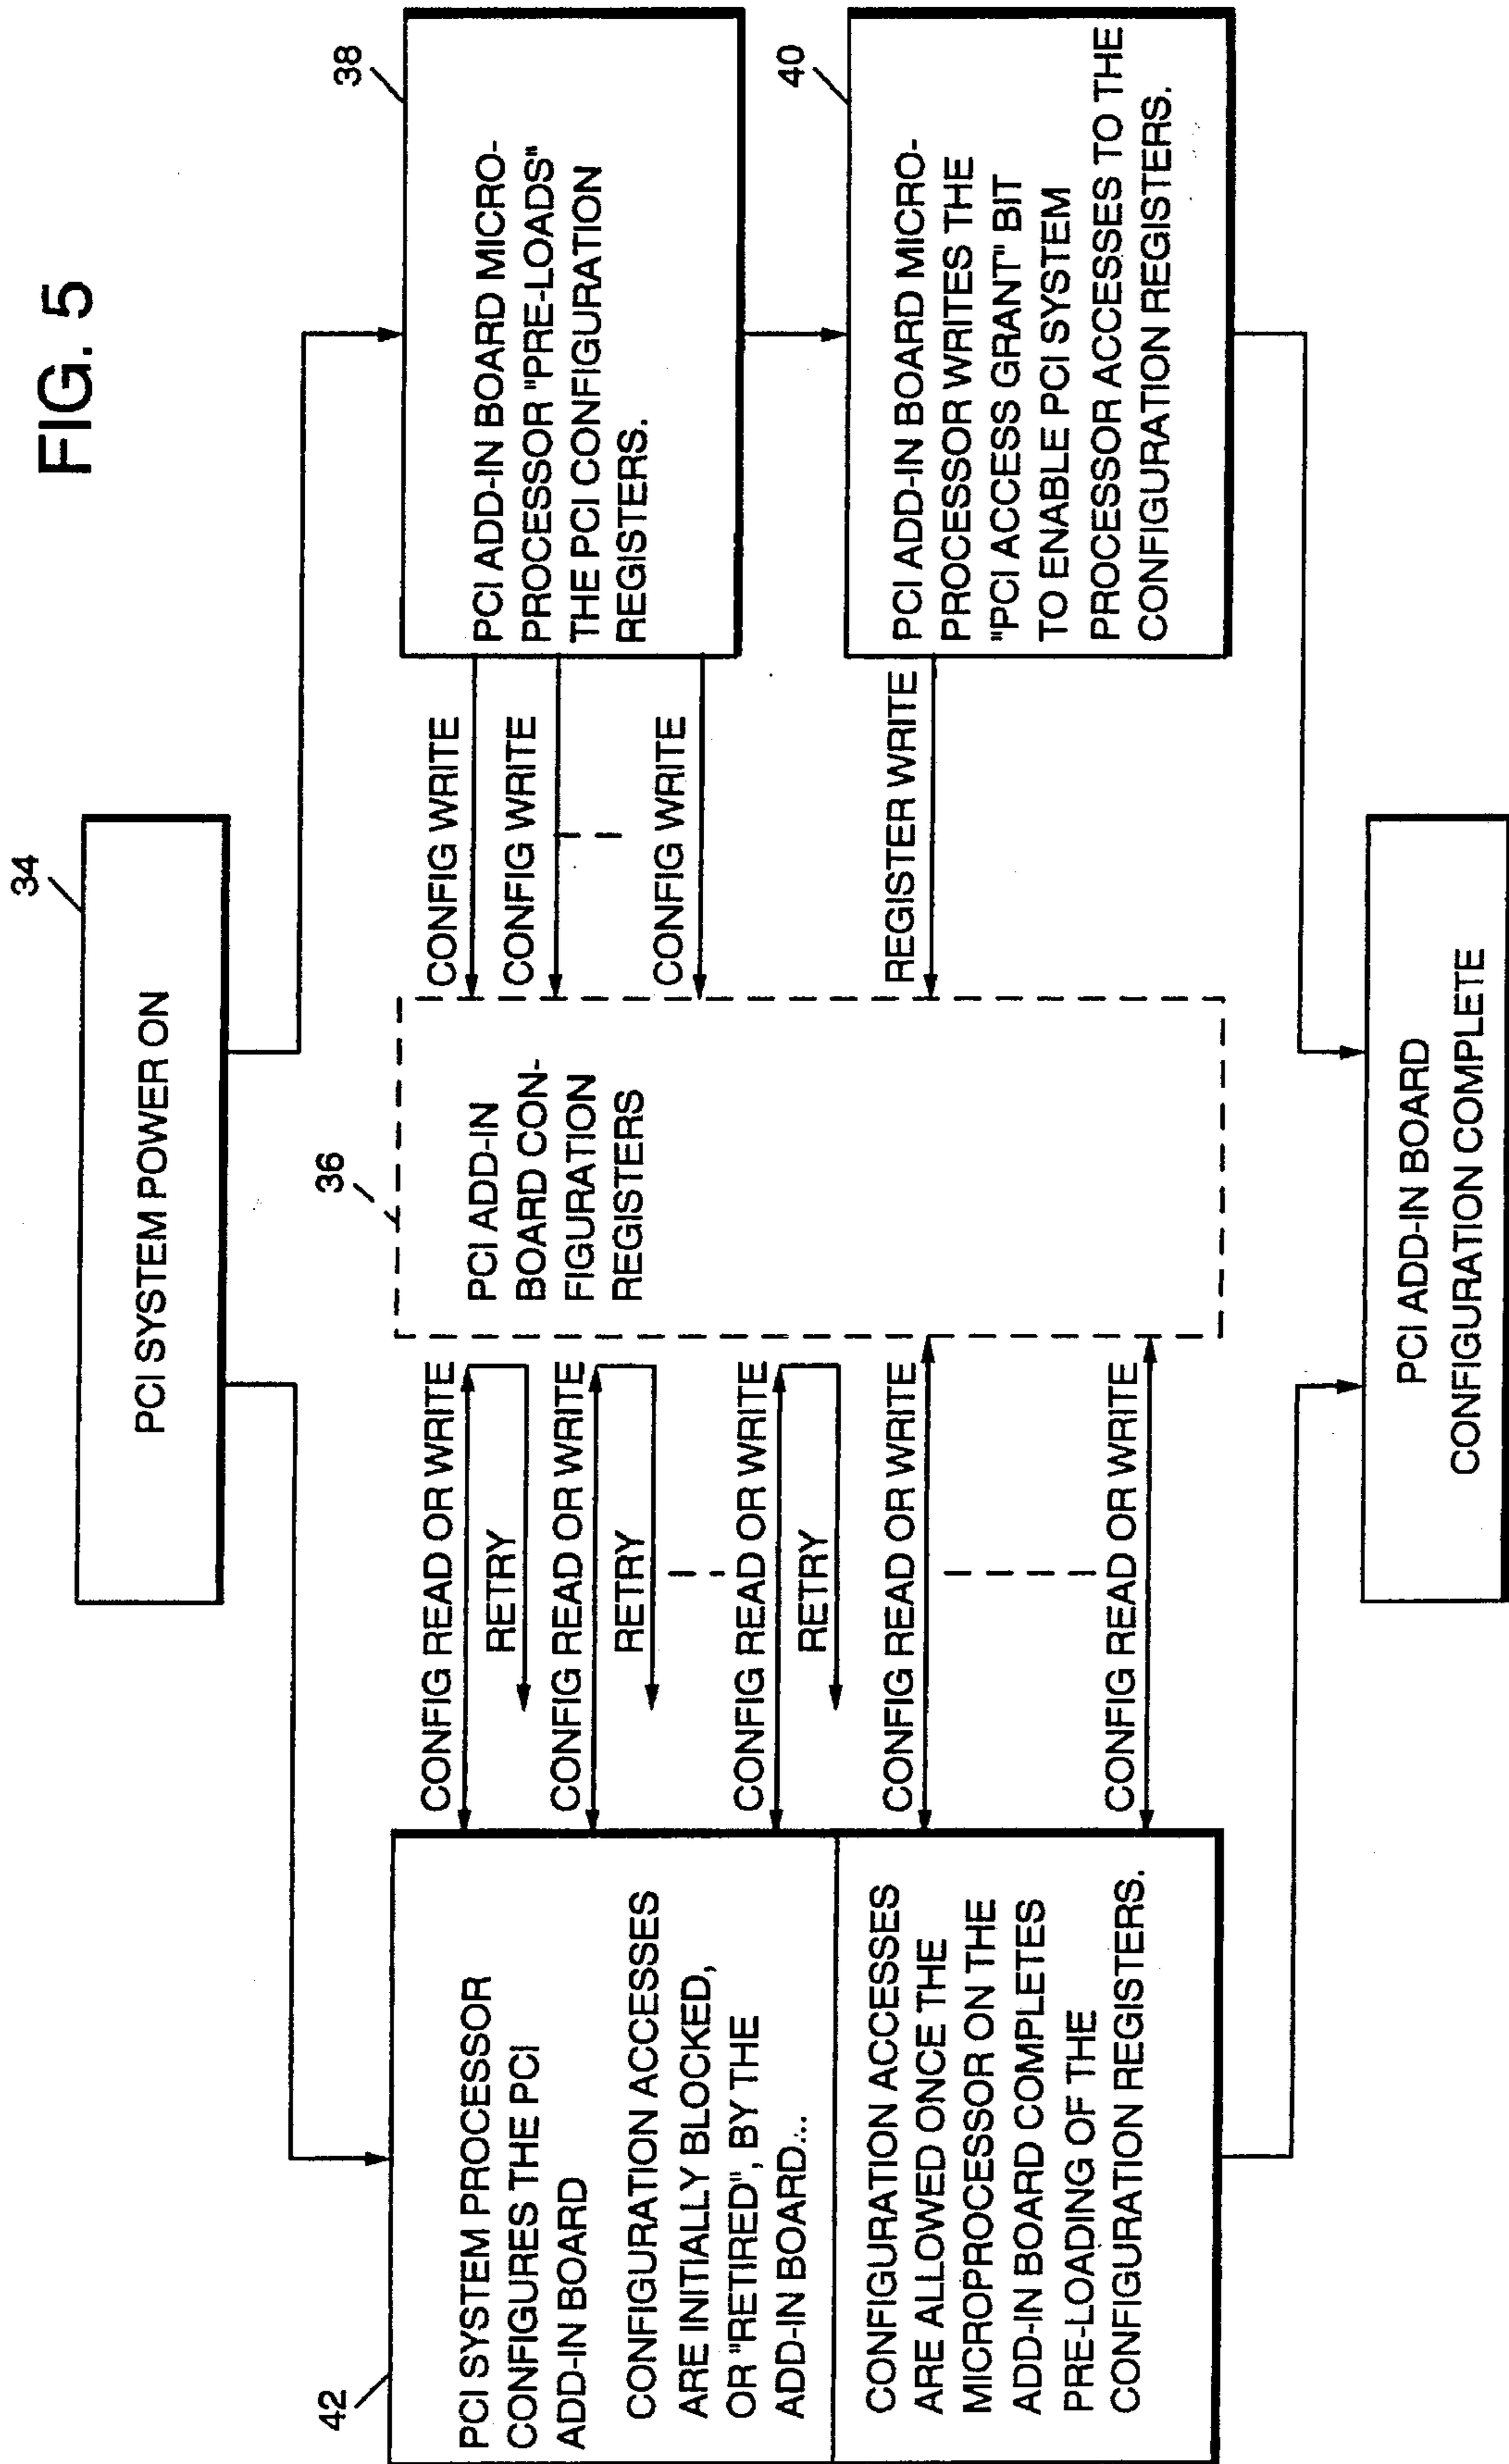 FIG. 5
34
PCI SYSTEM POWER ON
42
PCI SYSTEM PROCESSOR
CONFIGURES THE PCI
ADD-IN BOARD
CONFIGURATION ACCESSES
ARE INITIALLY BLOCKED,
OR "RETIRED", BY THE
ADD-IN BOARD...
CONFIGURATION ACCESSES
ARE ALLOWED ONCE THE
MICROPROCESSOR ON THE
ADD-IN BOARD COMPLETES
PRE-LOADING OF THE
CONFIGURATION REGISTERS.
CONFIG READ OR WRITE
RETRY
CONFIG READ OR WRITE
RETRY
CONFIG READ OR WRITE
RETRY
CONFIG READ OR WRITE
CONFIG READ OR WRITE
36
PCI ADD-IN
BOARD CON-
FIGURATION
REGISTERS
CONFIG WRITE
CONFIG WRITE
CONFIG WRITE
REGISTER WRITE
38
PCI ADD-IN BOARD MICRO-
PROCESSOR "PRE-LOADS"
THE PCI CONFIGURATION
REGISTERS.
40
PCI ADD-IN BOARD MICRO-
PROCESSOR WRITES THE
"PCI ACCESS GRANT" BIT
TO ENABLE PCI SYSTEM
PROCESSOR ACCESSES TO THE
CONFIGURATION REGISTERS.
PCI ADD-IN BOARD
CONFIGURATION COMPLETE